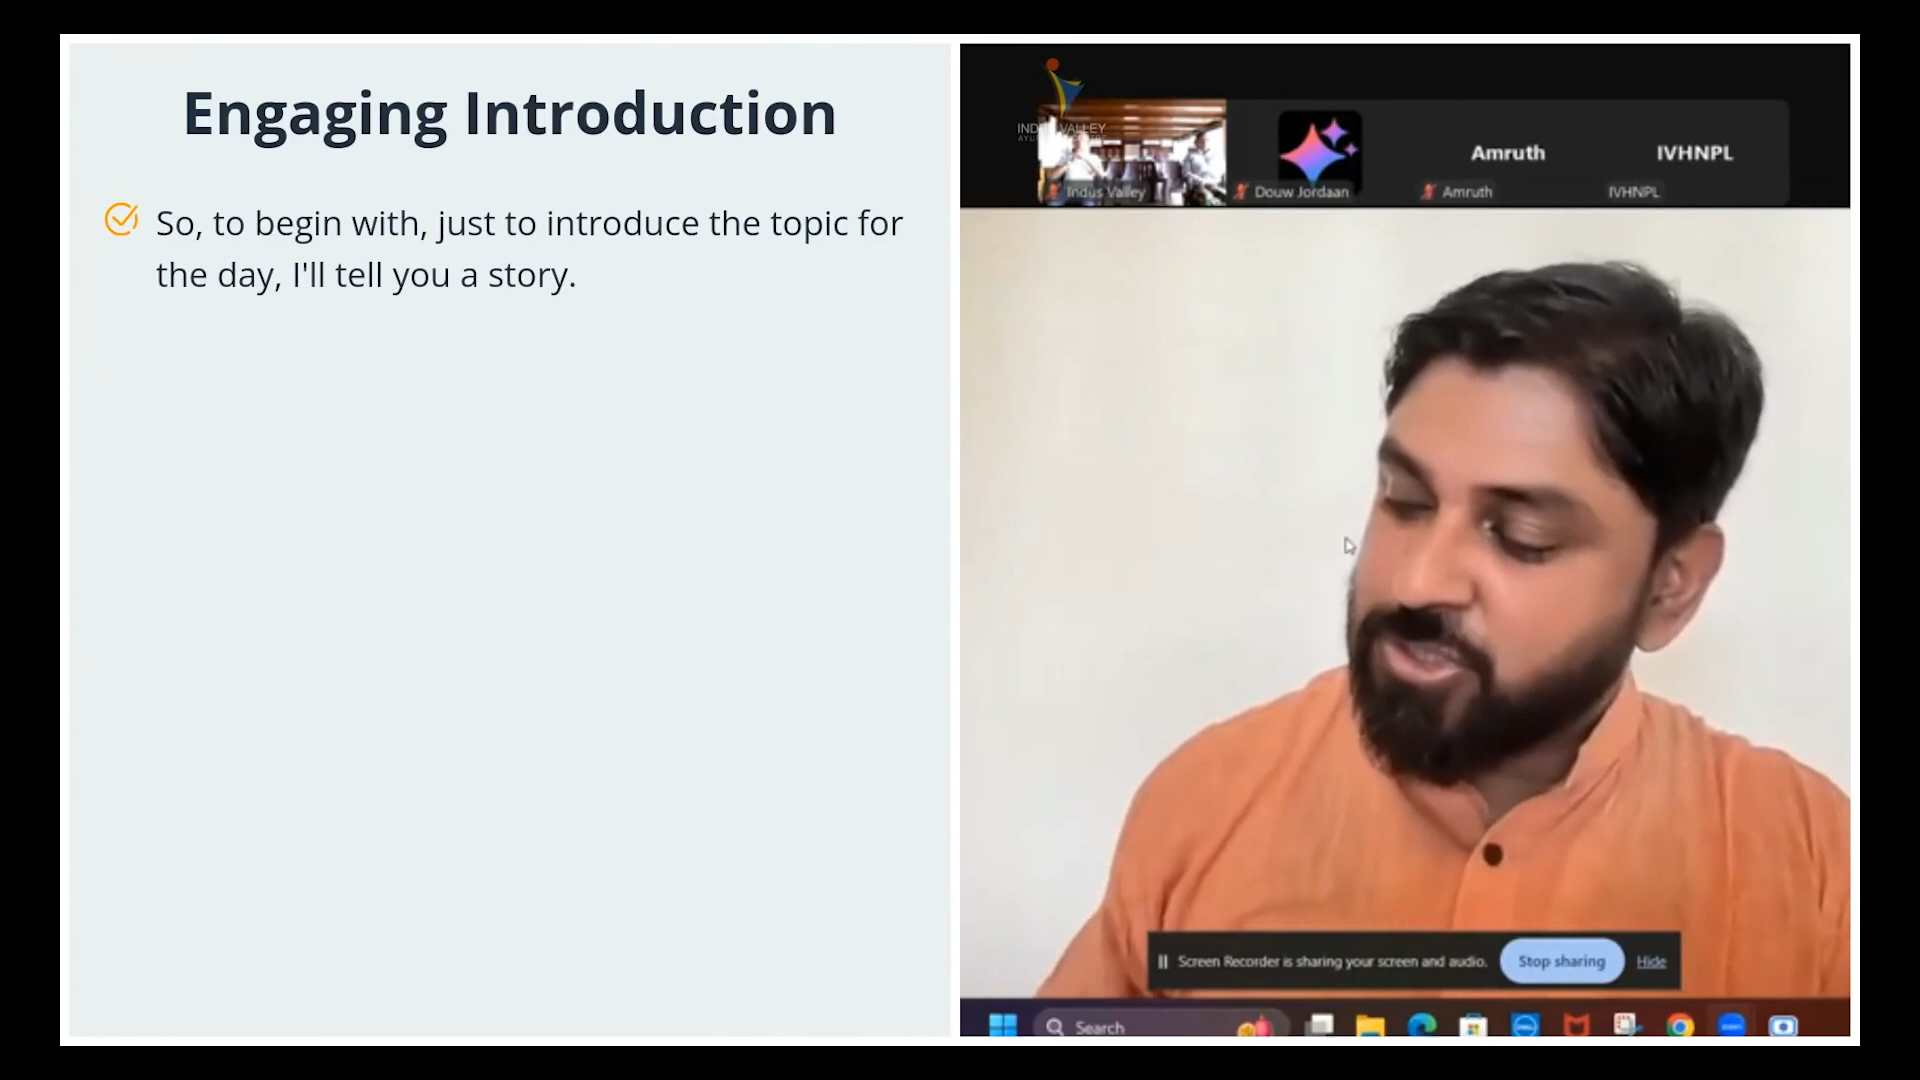 Engaging Introduction
So, to begin with, just to introduce the topic for
the day, I'll tell you a story.
Indus Valley
Douw Jordaan
Amruth
Amruth
IVHNPL
IVHNPL
Screen Recorder is sharing your screen and audio.
Stop sharing
Hide
Search